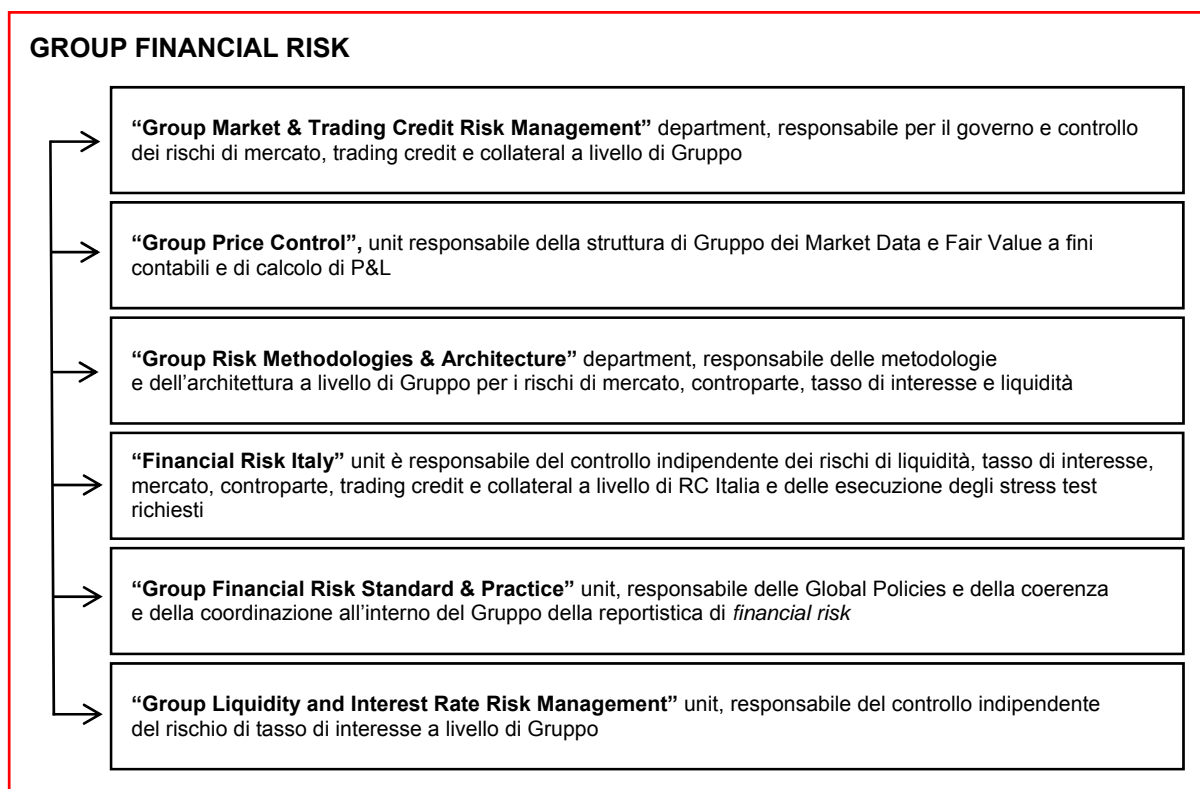 GROUP FINANCIAL RISK
“Group Market & Trading Credit Risk Management” department, responsabile per il governo e controllo
dei rischi di mercato, trading credit e collateral a livello di Gruppo
“Group Price Control”, unit responsabile della struttura di Gruppo dei Market Data e Fair Value a fini
contabili e di calcolo di P&L
“Group Risk Methodologies & Architecture” department, responsabile delle metodologie
e dell’architettura a livello di Gruppo per i rischi di mercato, controparte, tasso di interesse e liquidità
“Financial Risk Italy” unit è responsabile del controllo indipendente dei rischi di liquidità, tasso di interesse,
mercato, controparte, trading credit e collateral a livello di RC Italia e delle esecuzione degli stress test
richiesti
“Group Financial Risk Standard & Practice” unit, responsabile delle Global Policies e della coerenza
e della coordinazione all’interno del Gruppo della reportistica di financial risk
“Group Liquidity and Interest Rate Risk Management” unit, responsabile del controllo indipendente
del rischio di tasso di interesse a livello di Gruppo